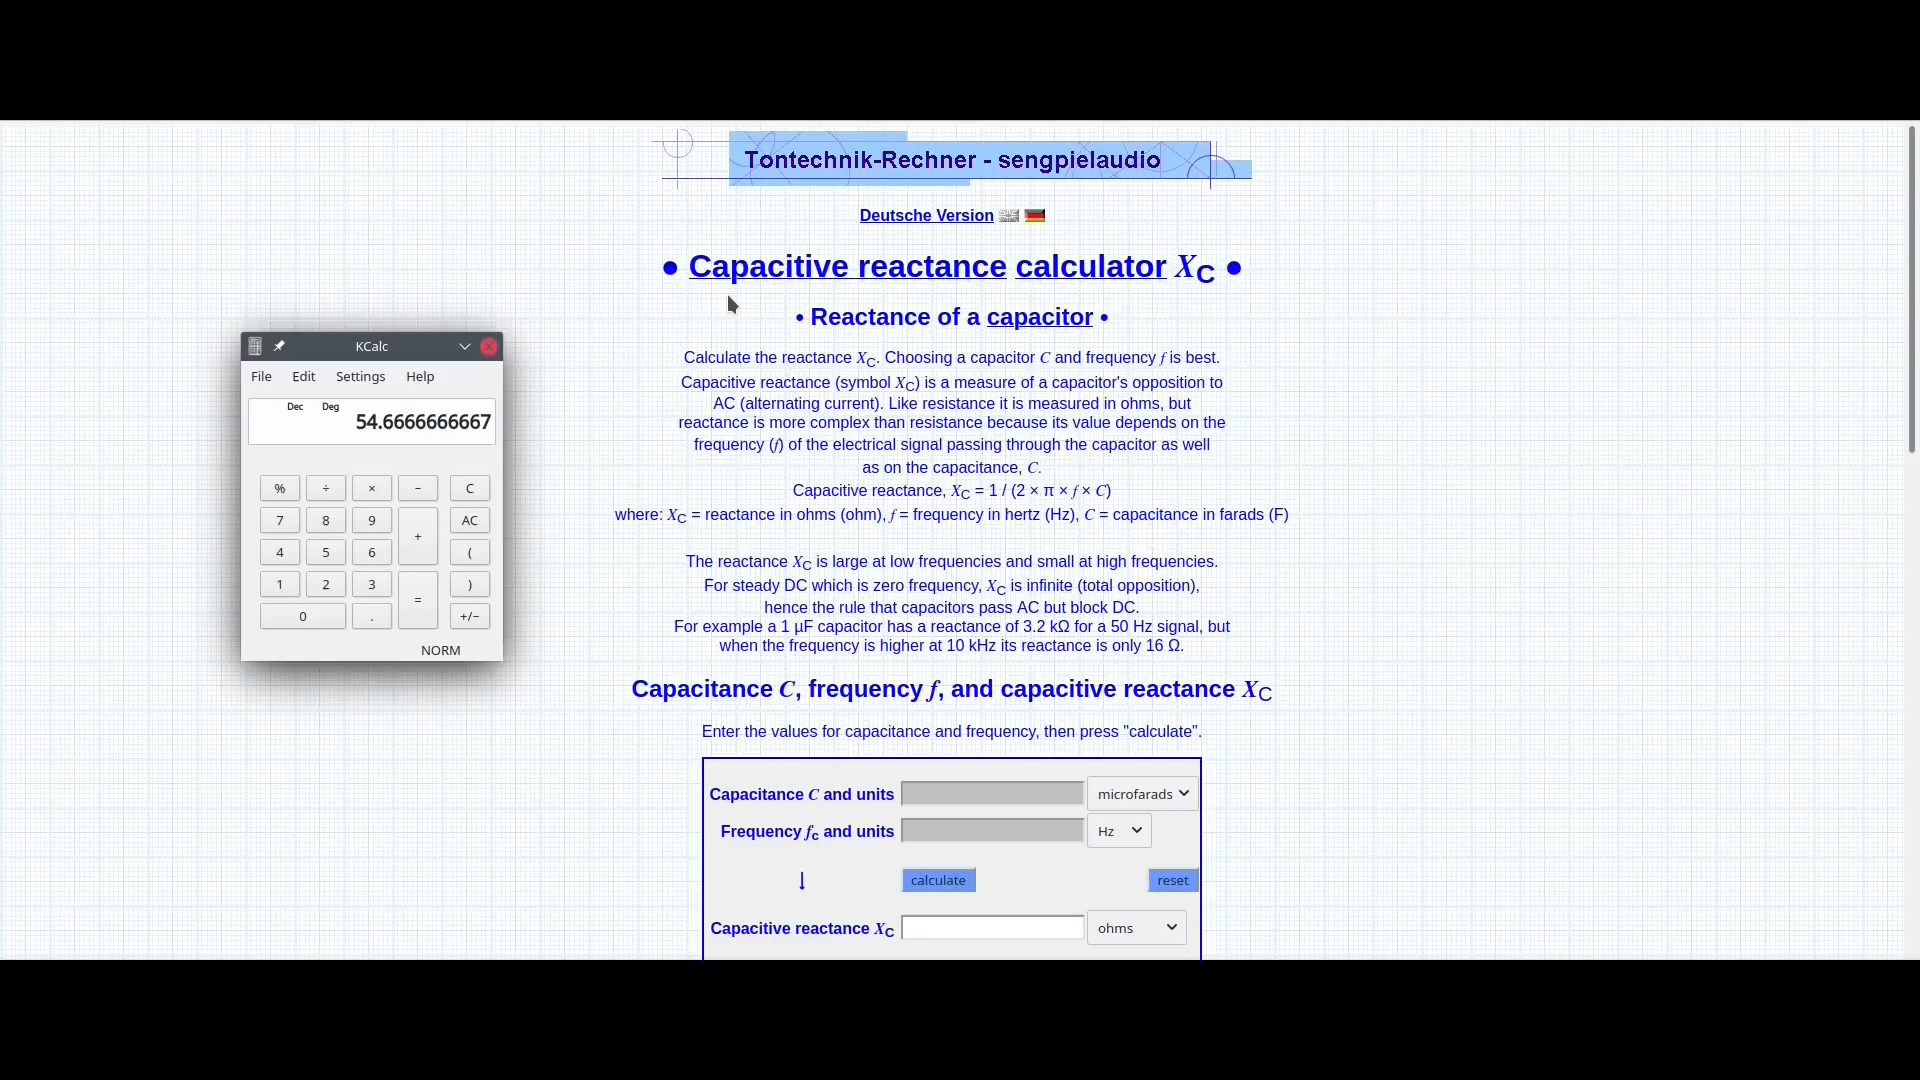 Tontechnik-Rechner - sengpielaudio
Deutsche Version
● Capacitive reactance calculator XC ●
• Reactance of a capacitor •
Calculate the reactance XC. Choosing a capacitor C and frequency f is best.
Capacitive reactance (symbol XC) is a measure of a capacitor's opposition to
AC (alternating current). Like resistance it is measured in ohms, but
reactance is more complex than resistance because its value depends on the
frequency (f) of the electrical signal passing through the capacitor as well
as on the capacitance, C.
Capacitive reactance, XC = 1 / (2 × π × f × C)
where: XC = reactance in ohms (ohm), f = frequency in hertz (Hz), C = capacitance in farads (F)
The reactance XC is large at low frequencies and small at high frequencies.
For steady DC which is zero frequency, XC is infinite (total opposition),
hence the rule that capacitors pass AC but block DC.
For example a 1 µF capacitor has a reactance of 3.2 kΩ for a 50 Hz signal, but
when the frequency is higher at 10 kHz its reactance is only 16 Ω.
Capacitance C, frequency f, and capacitive reactance XC
Enter the values for capacitance and frequency, then press "calculate".
Capacitance C and units microfarads
Frequency fc and units Hz
↓ calculate reset
Capacitive reactance XC ohms
KCalc
File Edit Settings Help
Dec Deg
54.6666666667
% ÷ × − C
7 8 9 + AC
4 5 6 (
1 2 3 = )
0 . +/−
NORM